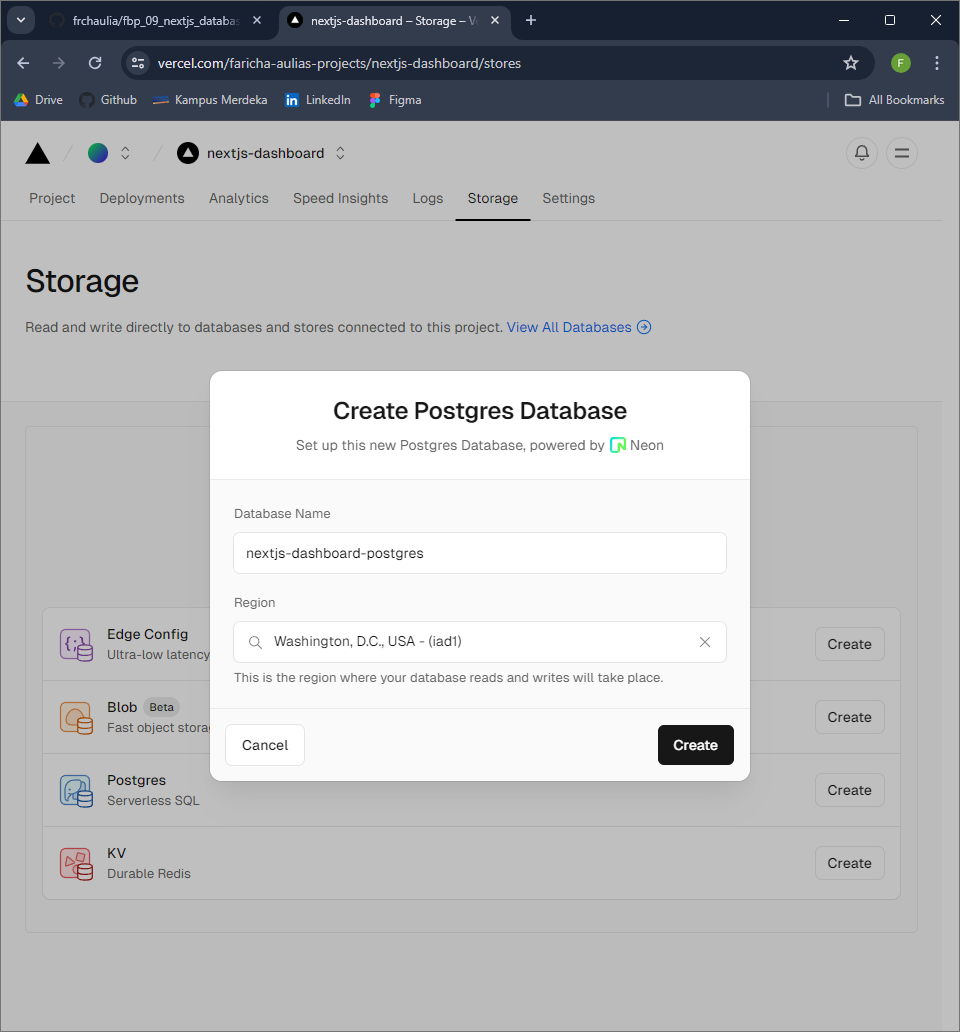 frchaulia/fbp_09_nextjs_databas
nextjs-dashboard – Storage – V
vercel.com/faricha-aulias-projects/nextjs-dashboard/stores
F
Drive
Github
Kampus Merdeka
LinkedIn
Figma
All Bookmarks
nextjs-dashboard
Project Deployments Analytics Speed Insights Logs Storage Settings
Storage
Read and write directly to databases and stores connected to this project. View All Databases
Create Postgres Database
Set up this new Postgres Database, powered by Neon
Database Name
nextjs-dashboard-postgres
Region
Washington, D.C., USA - (iad1)
This is the region where your database reads and writes will take place.
Cancel
Create
Edge Config
Ultra-low latency
Create
Blob Beta
Fast object storag
Create
Postgres
Serverless SQL
Create
KV
Durable Redis
Create